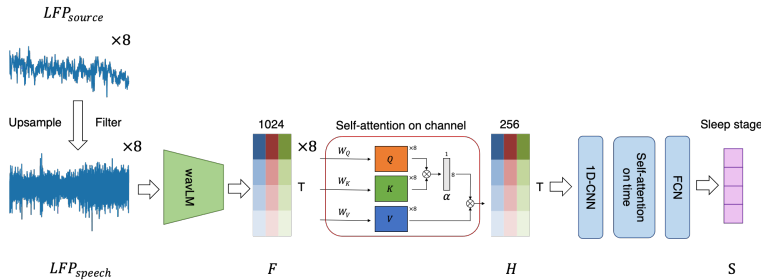 LFP_source
×8
Upsample Filter
×8
LFP_speech
wavLM
1024
×8
T
F
Self-attention on channel
W_Q
Q
×8
W_K
K
×8
W_V
V
×8
1
8
α
256
T
H
1D-CNN
Self-attention
on time
FCN
Sleep stage
S